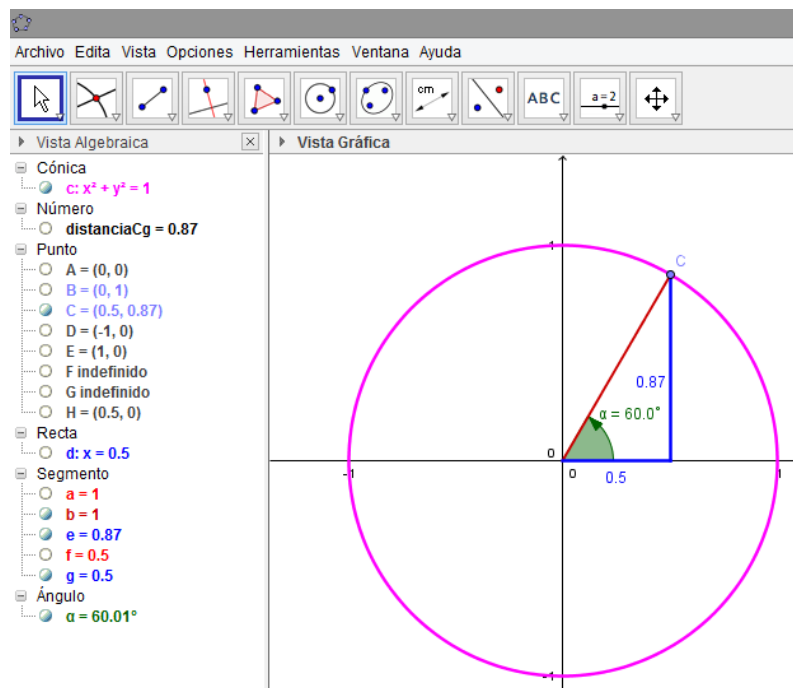 Archivo Edita Vista Opciones Herramientas Ventana Ayuda
cm
ABC
a=2
Vista Algebraica
Vista Gráfica
Cónica
c: x² + y² = 1
Número
distanciaCg = 0.87
Punto
A = (0, 0)
B = (0, 1)
C = (0.5, 0.87)
D = (-1, 0)
E = (1, 0)
F indefinido
G indefinido
H = (0.5, 0)
Recta
d: x = 0.5
Segmento
a = 1
b = 1
e = 0.87
f = 0.5
g = 0.5
Ángulo
α = 60.01°
1
C
0.87
α = 60.0°
0
-1
0
0.5
1
-1